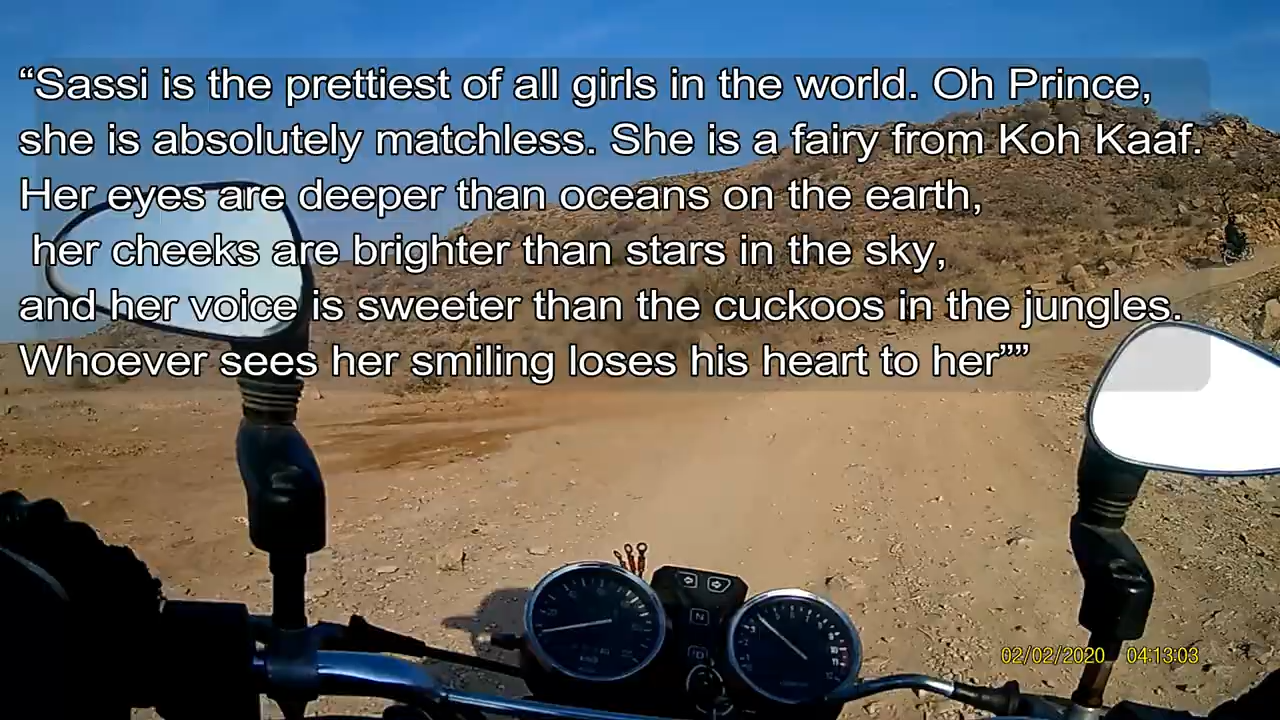 “Sassi is the prettiest of all girls in the world. Oh Prince,
she is absolutely matchless. She is a fairy from Koh Kaaf.
Her eyes are deeper than oceans on the earth,
her cheeks are brighter than stars in the sky,
and her voice is sweeter than the cuckoos in the jungles.
Whoever sees her smiling loses his heart to her””
N
02/02/2020 04:13:03